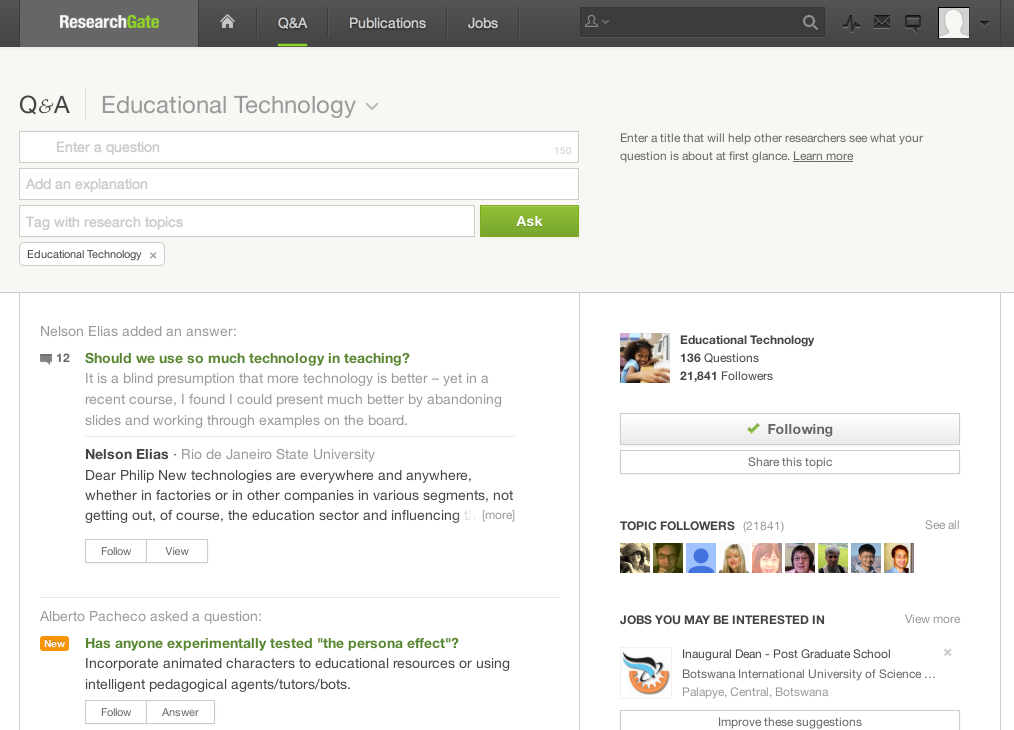 ResearchGate
Q&A
Publications
Jobs
Q&A
Educational Technology
Enter a question
150
Enter a title that will help other researchers see what your
question is about at first glance. Learn more
Add an explanation
Tag with research topics
Ask
Educational Technology ×
Nelson Elias added an answer:
12
Should we use so much technology in teaching?
It is a blind presumption that more technology is better – yet in a
recent course, I found I could present much better by abandoning
slides and working through examples on the board.
Nelson Elias · Rio de Janeiro State University
Dear Philip New technologies are everywhere and anywhere,
whether in factories or in other companies in various segments, not
getting out, of course, the education sector and influencing [more]
Follow
View
Alberto Pacheco asked a question:
New
Has anyone experimentally tested "the persona effect"?
Incorporate animated characters to educational resources or using
intelligent pedagogical agents/tutors/bots.
Follow
Answer
Educational Technology
136 Questions
21,841 Followers
Following
Share this topic
TOPIC FOLLOWERS (21841)
See all
JOBS YOU MAY BE INTERESTED IN
View more
Inaugural Dean - Post Graduate School
×
Botswana International University of Science ...
Palapye, Central, Botswana
Improve these suggestions